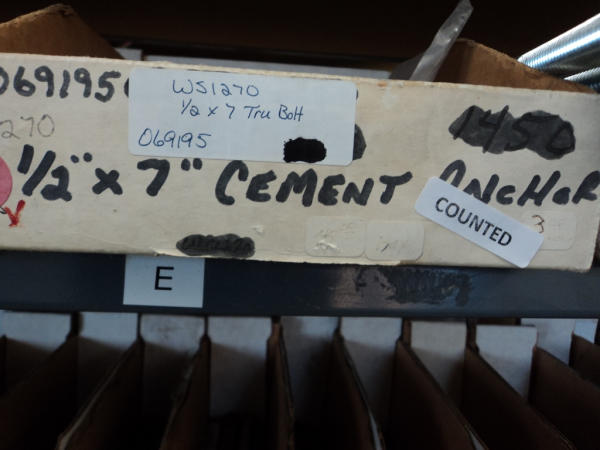 069195
WS1270
1/2 x 7 Tru Bolt
069195
1450
270
1/2" x 7" CEMENT ANCHOR
COUNTED
3
E